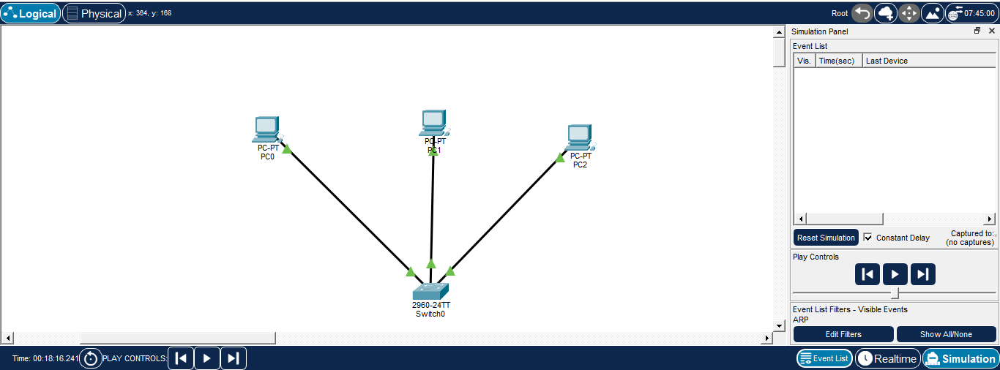 Logical Physical x: 364, y: 168 Root 07:45:00
Simulation Panel
Event List
Vis. Time(sec) Last Device
PC-PT
PC0
PC-PT
PC1
PC-PT
PC2
2960-24TT
Switch0
Reset Simulation Constant Delay Captured to:
(no captures)
Play Controls
Event List Filters - Visible Events
ARP
Edit Filters Show All/None
Time: 00:18:16.241 PLAY CONTROLS: Event List Realtime Simulation